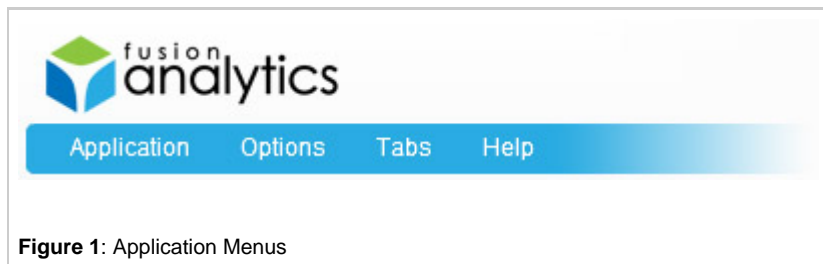 fusion
analytics
Application Options Tabs Help
Figure 1: Application Menus